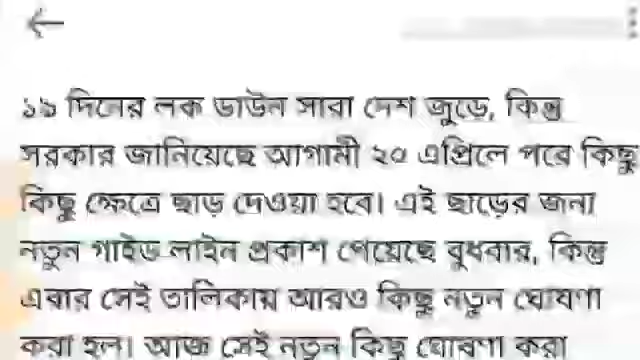 ১৯ দিনের লক ডাউন সারা দেশ জুড়ে, কিন্তু
সরকার জানিয়েছে আগামী ২০ এপ্রিলে পরে কিছু
কিছু ক্ষেত্রে ছাড় দেওয়া হবে। এই ছাড়ের জন্য
নতুন গাইড লাইন প্রকাশ পেয়েছে বুধবার, কিন্তু
এবার সেই তালিকায় আরও কিছু নতুন ঘোষণা
করা হল। আজ সেই নতুন কিছু ঘোষণা করা